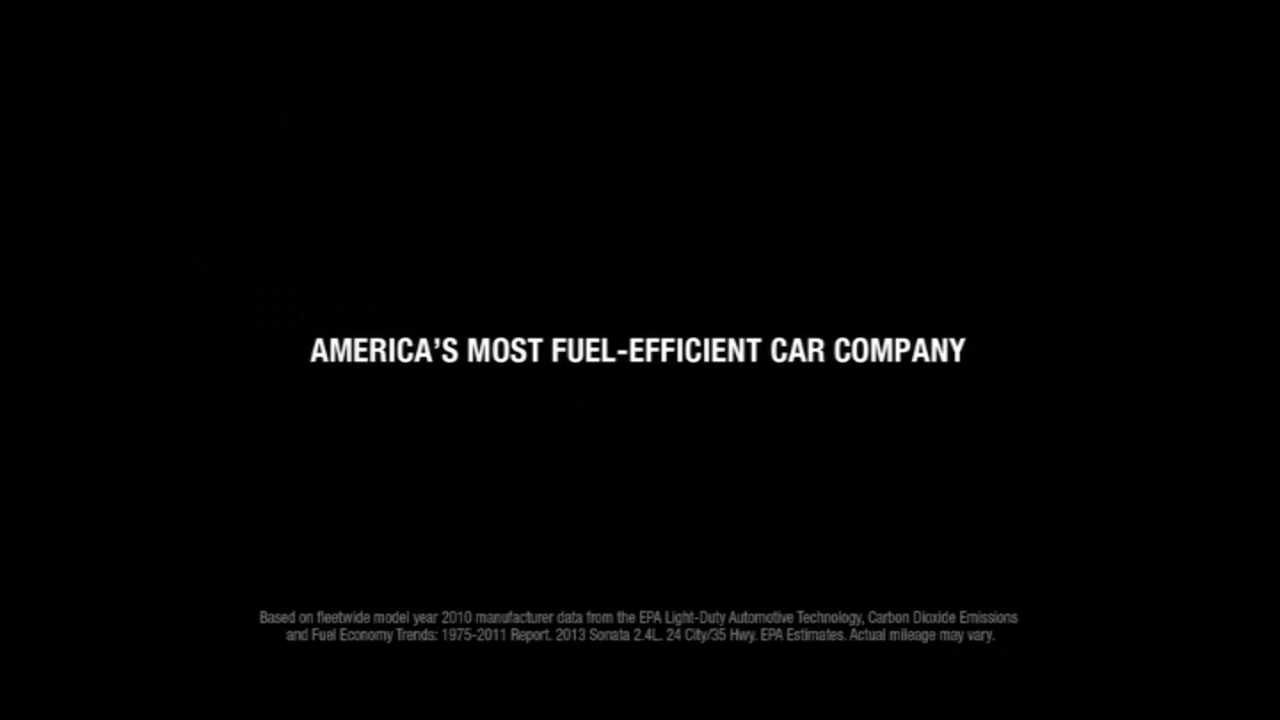 AMERICA'S MOST FUEL-EFFICIENT CAR COMPANY
Based on fleetwide model year 2010 manufacturer data from the EPA Light-Duty Automotive Technology, Carbon Dioxide Emissions
and Fuel Economy Trends: 1975-2011 Report. 2013 Sonata 2.4L. 24 City/35 Hwy. EPA Estimates. Actual mileage may vary.